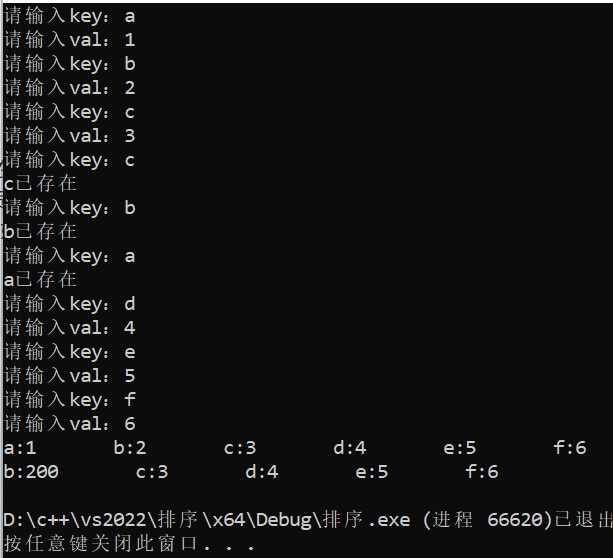 请输入key: a
请输入val: 1
请输入key: b
请输入val: 2
请输入key: c
请输入val: 3
请输入key: c
c已存在
请输入key: b
b已存在
请输入key: a
a已存在
请输入key: d
请输入val: 4
请输入key: e
请输入val: 5
请输入key: f
请输入val: 6
a:1 b:2 c:3 d:4 e:5 f:6
b:200 c:3 d:4 e:5 f:6
D:\c++\vs2022\排序\x64\Debug\排序.exe (进程 66620)已退出
按任意键关闭此窗口. . .